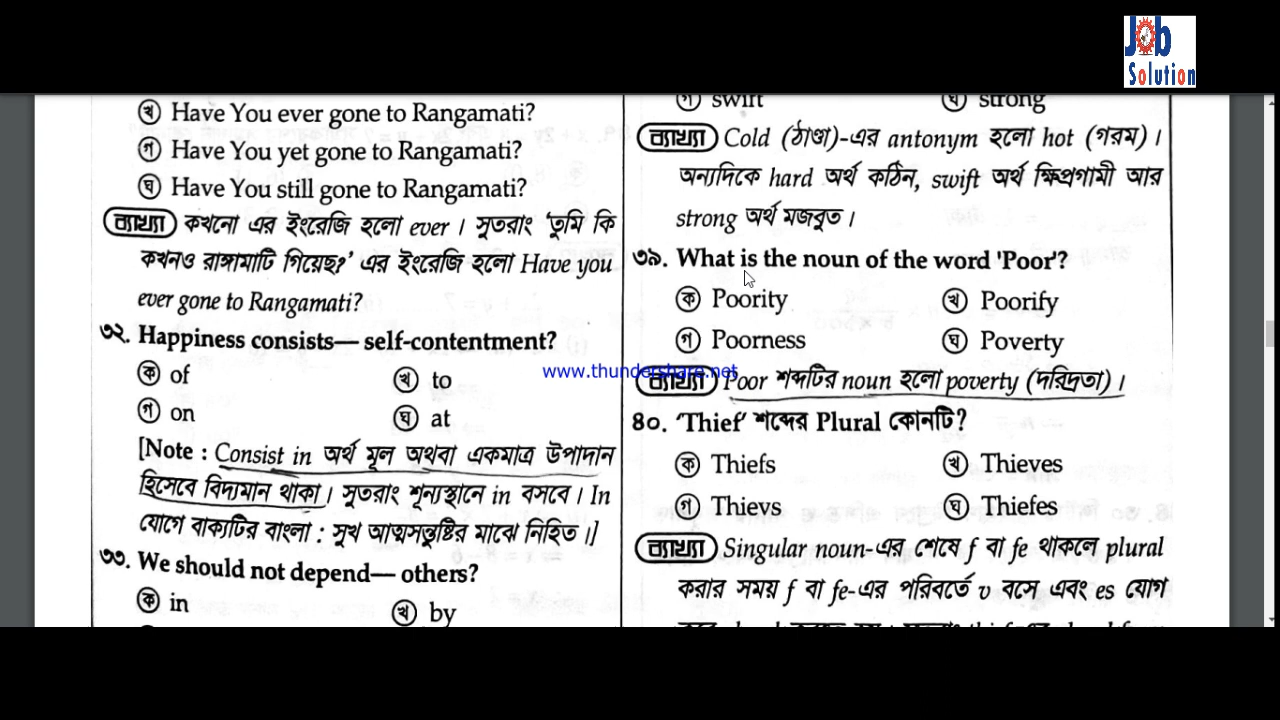 Job
Solution
(খ) Have You ever gone to Rangamati?
(গ) Have You yet gone to Rangamati?
(ঘ) Have You still gone to Rangamati?
ব্যাখ্যা কখনো এর ইংরেজি হলো ever । সুতরাং ‘তুমি কি
কখনও রাঙ্গামাটি গিয়েছ?’ এর ইংরেজি হলো Have you
ever gone to Rangamati?
৩২. Happiness consists— self-contentment?
(ক) of (খ) to
(গ) on (ঘ) at
[Note : Consist in অর্থ মূল অথবা একমাত্র উপাদান
হিসেবে বিদ্যমান থাকা। সুতরাং শূন্যস্থানে in বসবে। In
যোগে বাক্যটির বাংলা : সুখ আত্মসন্তুষ্টির মাঝে নিহিত।]
৩৩. We should not depend— others?
(ক) in (খ) by
(গ) swift (ঘ) strong
ব্যাখ্যা Cold (ঠাণ্ডা)-এর antonym হলো hot (গরম) ।
অন্যদিকে hard অর্থ কঠিন, swift অর্থ ক্ষিপ্রগামী আর
strong অর্থ মজবুত ।
৩৯. What is the noun of the word 'Poor'?
(ক) Poority (খ) Poorify
(গ) Poorness (ঘ) Poverty
www.thundershare.net
ব্যাখ্যা Poor শব্দটির noun হলো poverty (দরিদ্রতা) ।
৪০. ‘Thief’ শব্দের Plural কোনটি?
(ক) Thiefs (খ) Thieves
(গ) Thievs (ঘ) Thiefes
ব্যাখ্যা Singular noun-এর শেষে f বা fe থাকলে plural
করার সময় f বা fe-এর পরিবর্তে v বসে এবং es যোগ